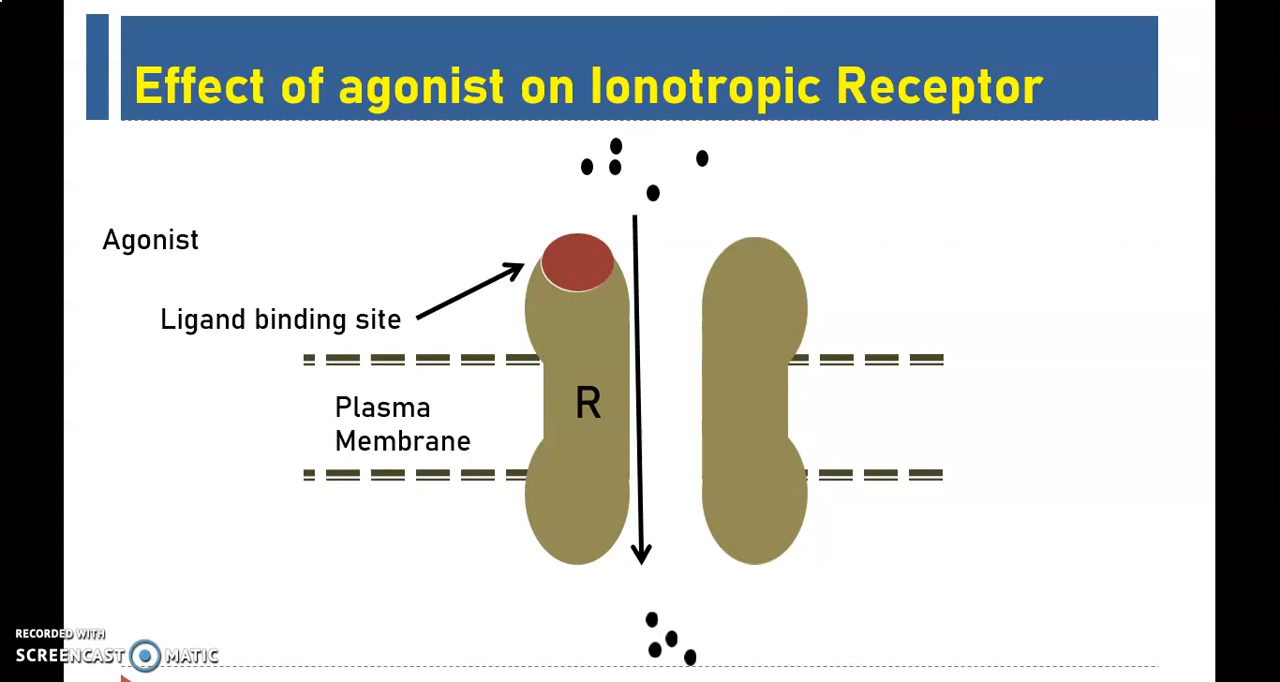 Effect of agonist on Ionotropic Receptor
Agonist
Ligand binding site
R
Plasma
Membrane
RECORDED WITH
SCREENCAST MATIC